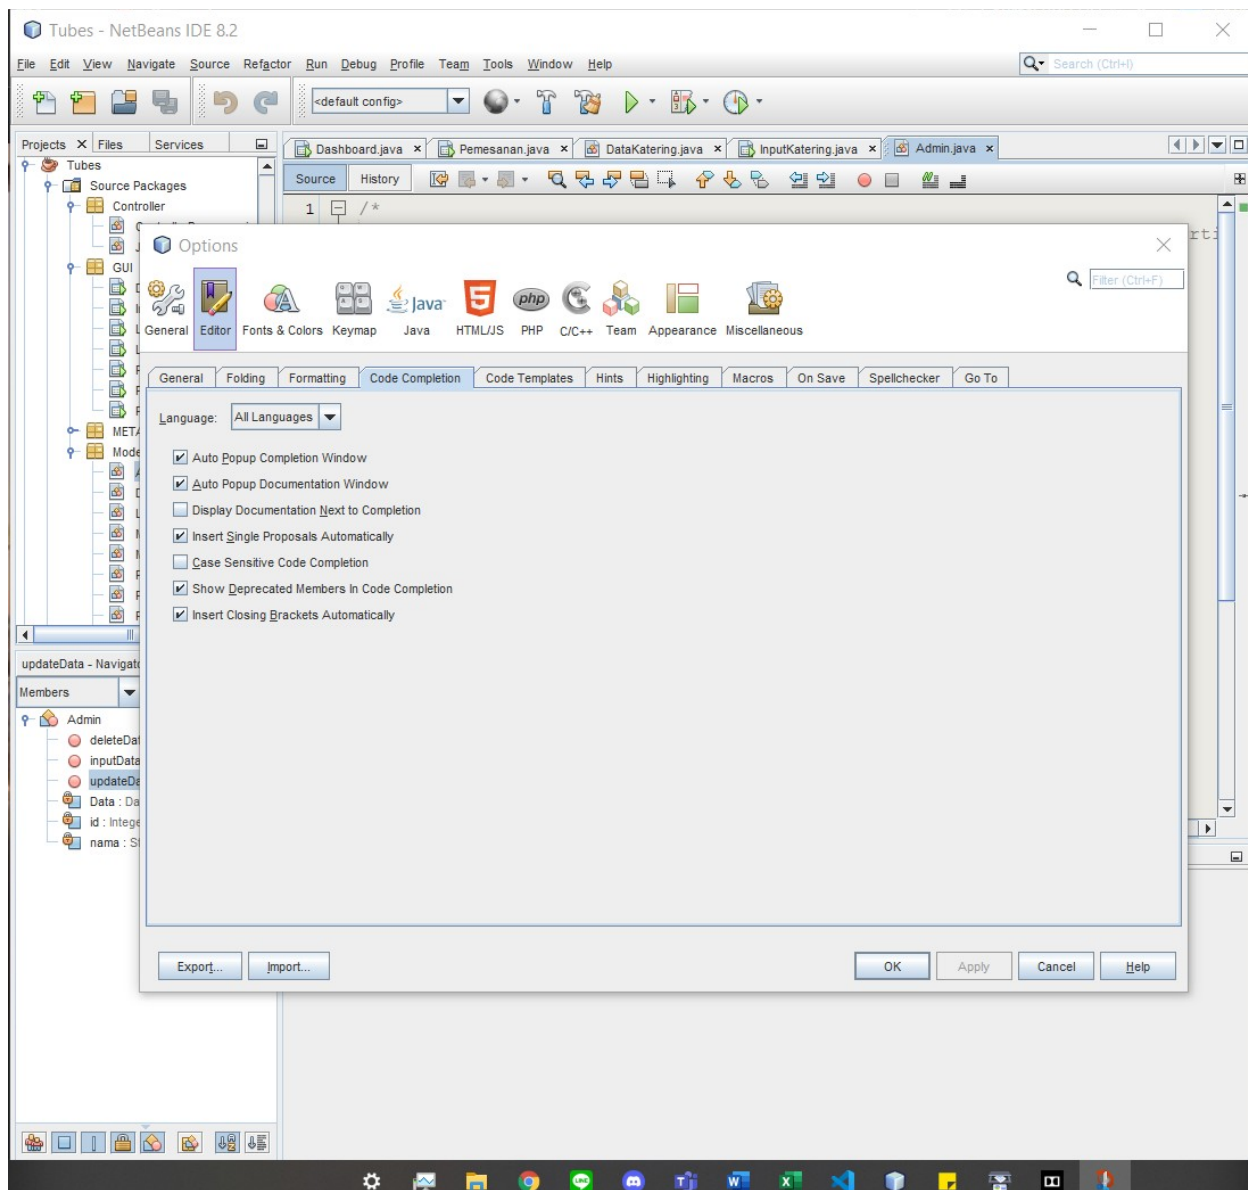 Tubes - NetBeans IDE 8.2
File Edit View Navigate Source Refactor Run Debug Profile Team Tools Window Help
Search (Ctrl+I)
<default config>
Projects Files Services
Dashboard.java Pemesanan.java DataKatering.java InputKatering.java Admin.java
Tubes
Source Packages
Controller
GUI
Source History
1 /*
Options
Filter (Ctrl+F)
General Editor Fonts & Colors Keymap Java HTML/JS PHP C/C++ Team Appearance Miscellaneous
General Folding Formatting Code Completion Code Templates Hints Highlighting Macros On Save Spellchecker Go To
Language: All Languages
Auto Popup Completion Window
Auto Popup Documentation Window
Display Documentation Next to Completion
Insert Single Proposals Automatically
Case Sensitive Code Completion
Show Deprecated Members In Code Completion
Insert Closing Brackets Automatically
Export... Import... OK Apply Cancel Help
updateData - Navigato
Members
Admin
deleteDat
inputData
updateDa
Data : Da
id : Intege
nama : S